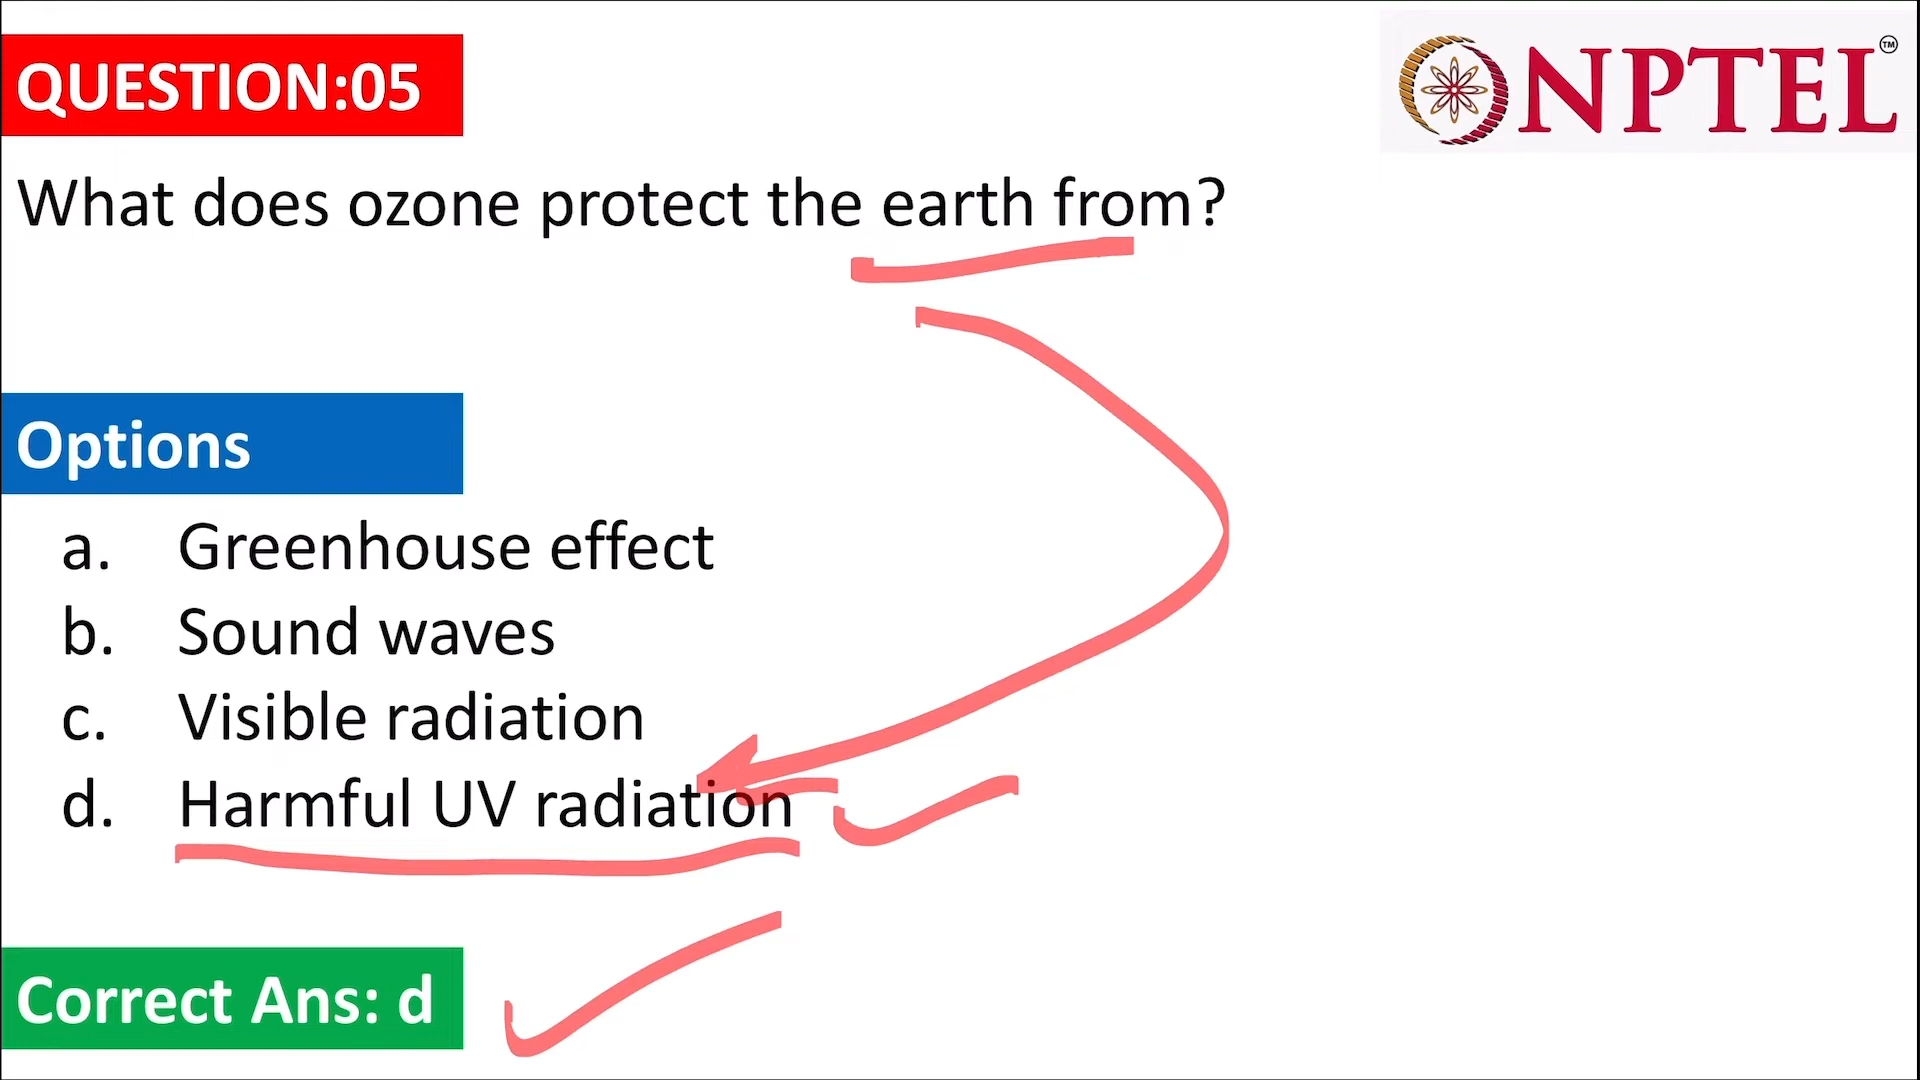 QUESTION:05
NPTEL™
What does ozone protect the earth from?
Options
a. Greenhouse effect
b. Sound waves
c. Visible radiation
d. Harmful UV radiation
Correct Ans: d